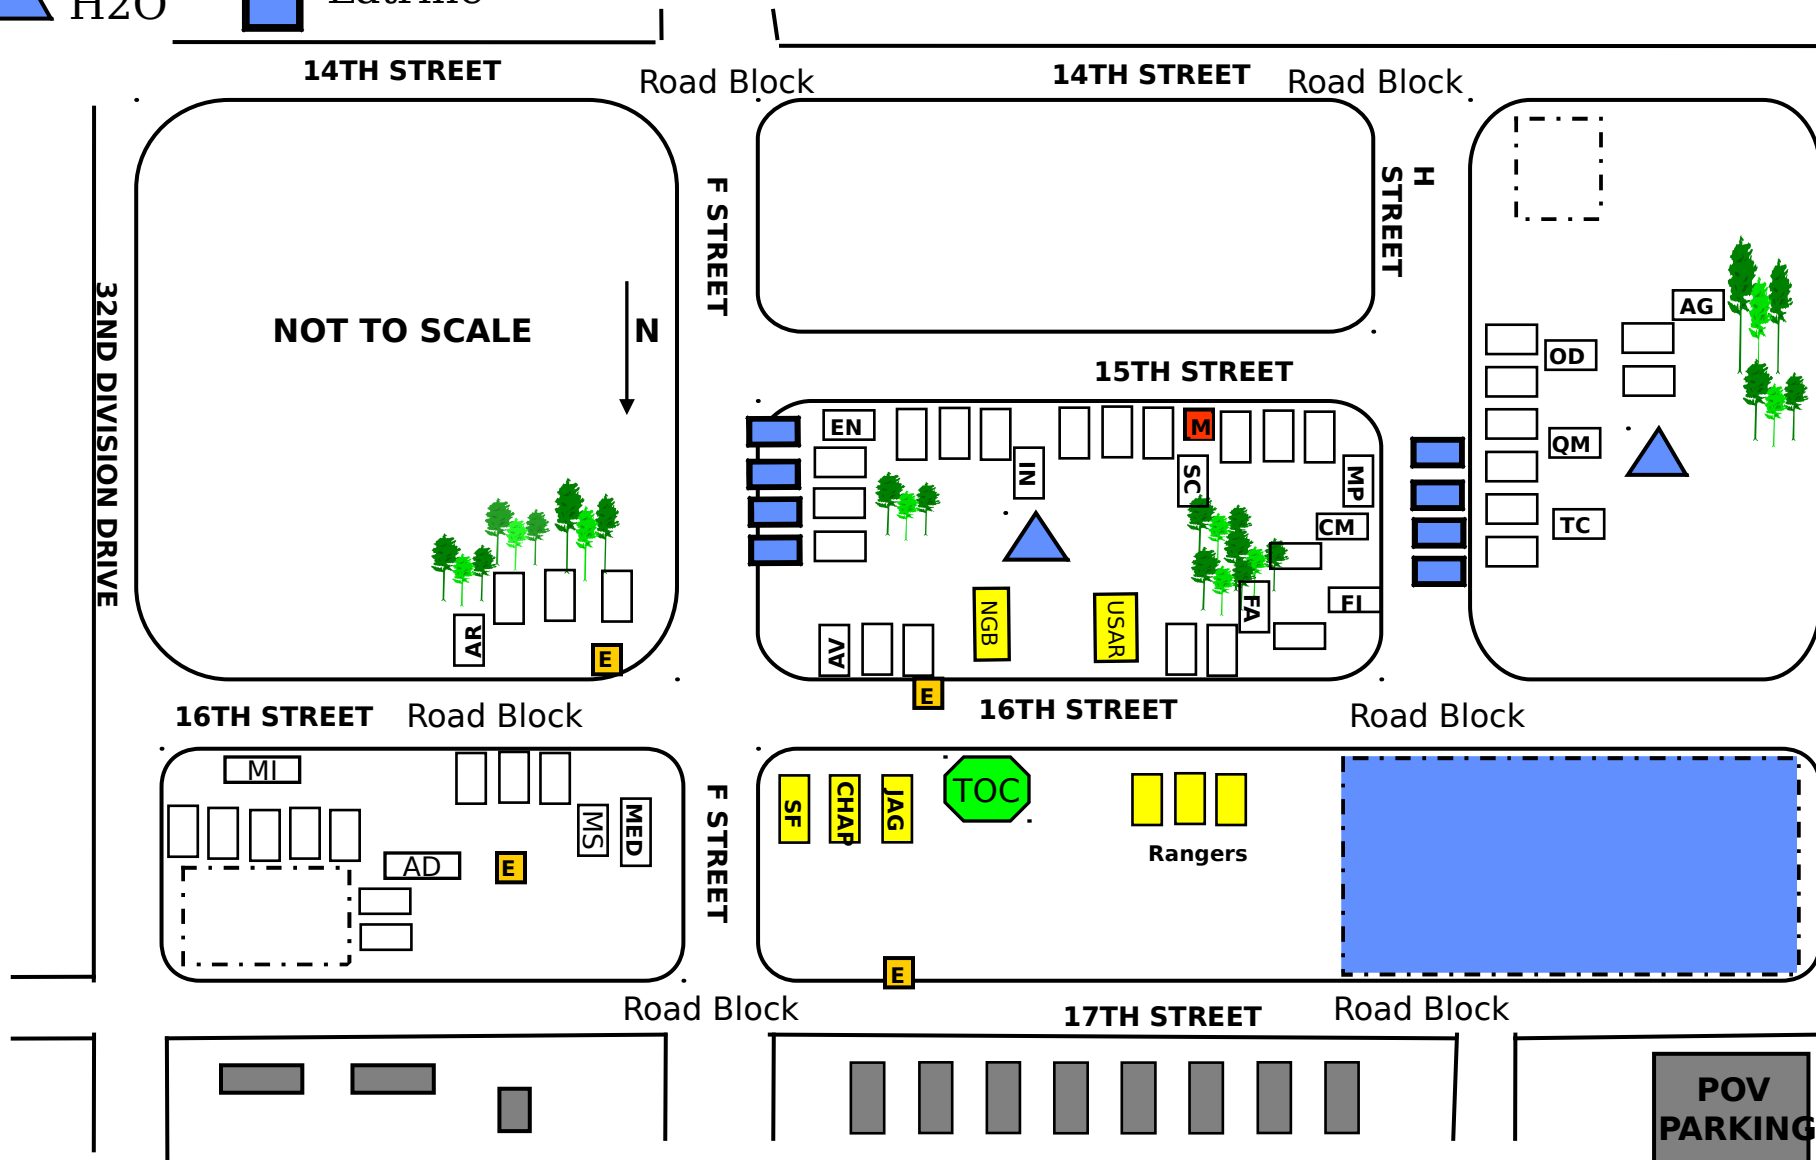 H2O
Latrine
14TH STREET
Road Block
14TH STREET
Road Block
F STREET
H
STREET
32ND DIVISION DRIVE
NOT TO SCALE
N
AG
OD
QM
TC
15TH STREET
EN
IN
M
SC
MP
CM
FI
FA
NGB
USAR
AV
E
AR
E
16TH STREET
Road Block
16TH STREET
Road Block
MI
AD
E
MS
MED
F STREET
SF
CHAP
JAG
TOC
Rangers
E
Road Block
17TH STREET
Road Block
POV
PARKING